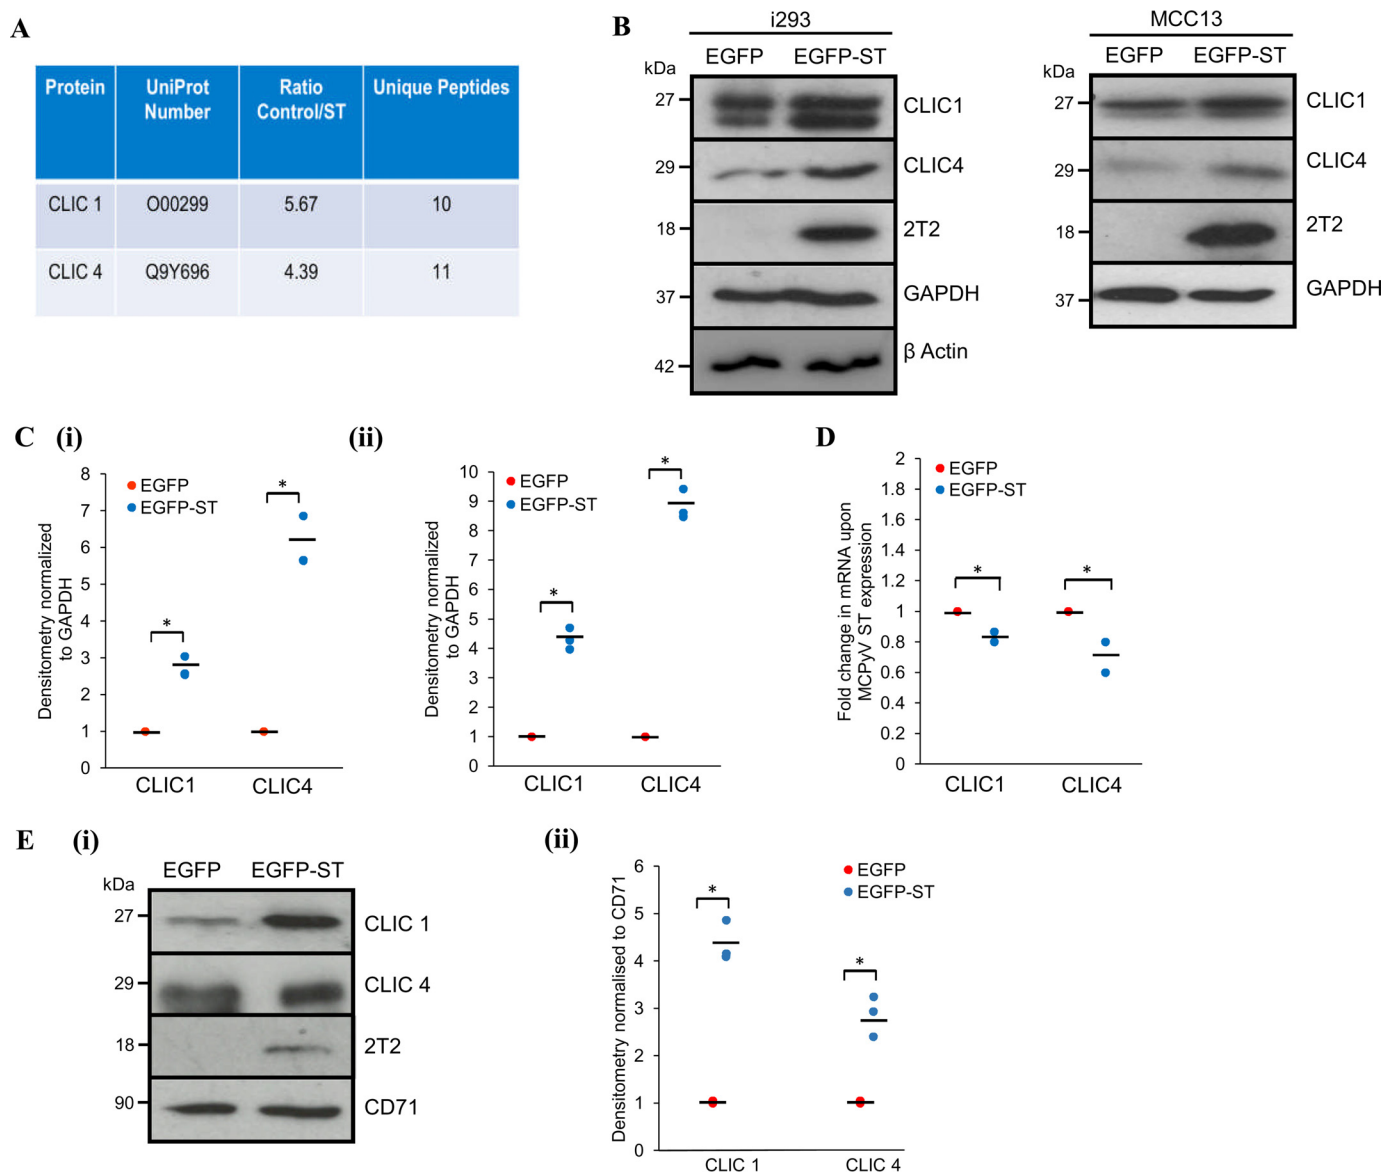 A
Protein UniProt Number Ratio Control/ST Unique Peptides
CLIC 1 O00299 5.67 10
CLIC 4 Q9Y696 4.39 11
B
i293
EGFP EGFP-ST
kDa
27 CLIC1
29 CLIC4
18 2T2
37 GAPDH
42 β Actin
MCC13
EGFP EGFP-ST
kDa
27 CLIC1
29 CLIC4
18 2T2
37 GAPDH
C (i)
Densitometry normalized
to GAPDH
8
7
6
5
4
3
2
1
0
EGFP
EGFP-ST
*
*
CLIC1 CLIC4
(ii)
Densitometry normalized
to GAPDH
10
9
8
7
6
5
4
3
2
1
0
EGFP
EGFP-ST
*
*
CLIC1 CLIC4
D
Fold change in mRNA upon
MCPyV ST expression
2
1.8
1.6
1.4
1.2
1
0.8
0.6
0.4
0.2
0
EGFP
EGFP-ST
*
*
CLIC1 CLIC4
E (i)
EGFP EGFP-ST
kDa
27 CLIC 1
29 CLIC 4
18 2T2
90 CD71
(ii)
Densitometry normalised to CD71
6
5
4
3
2
1
0
EGFP
EGFP-ST
*
*
CLIC 1 CLIC 4